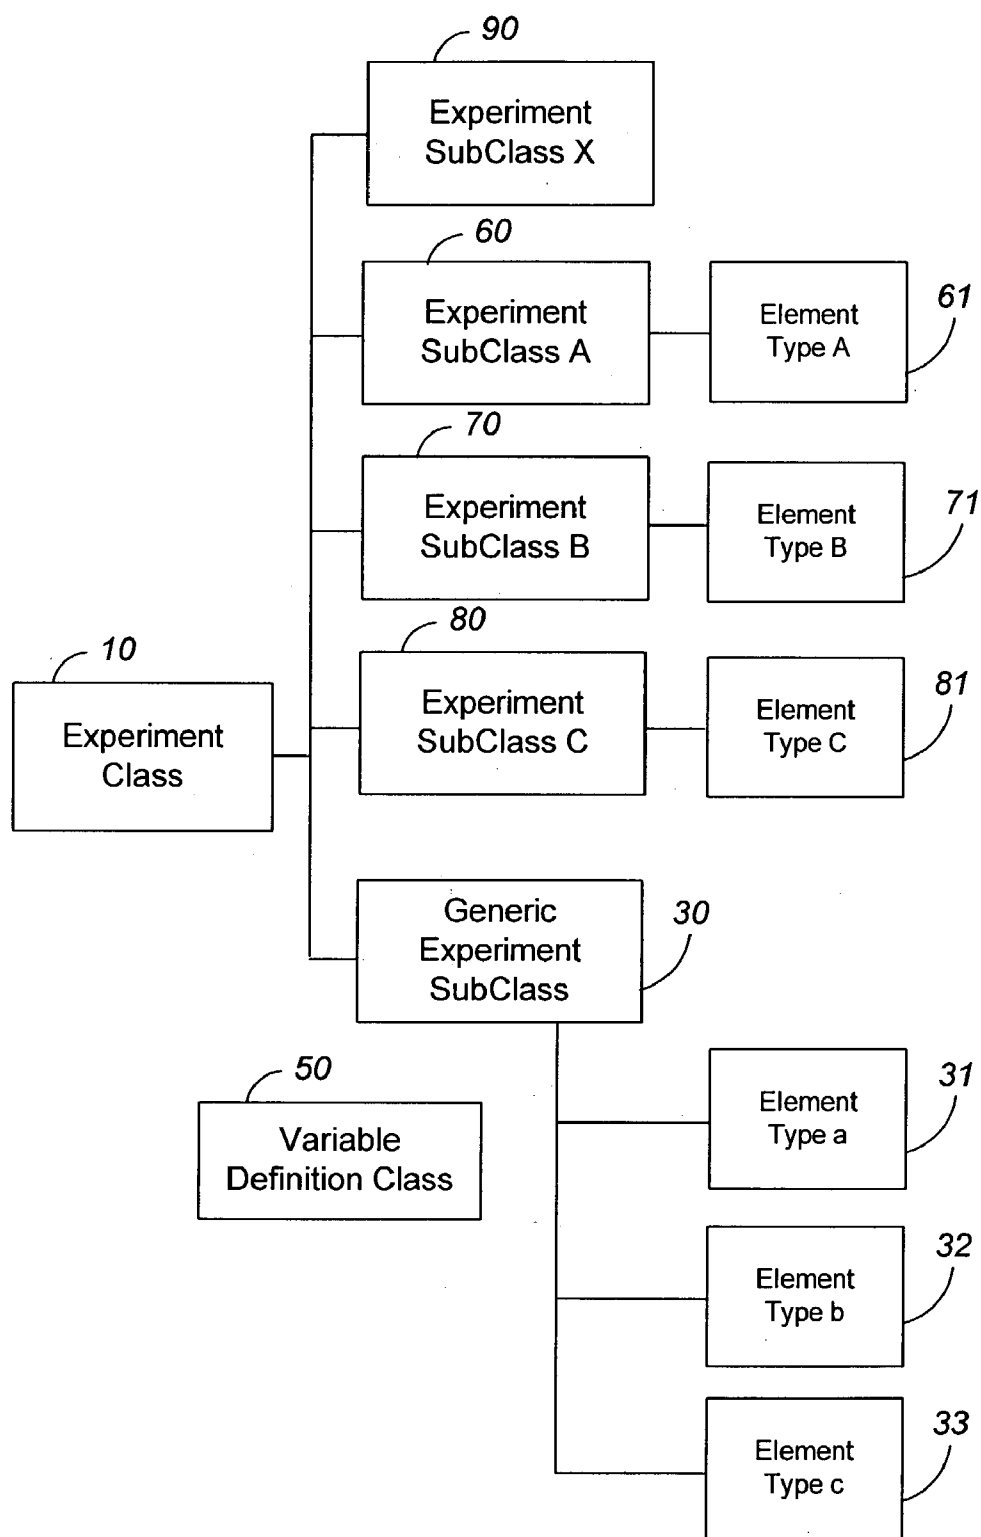 90
Experiment
SubClass X
60
Experiment
SubClass A
Element
Type A
61
70
Experiment
SubClass B
Element
Type B
71
80
Experiment
SubClass C
Element
Type C
81
10
Experiment
Class
Generic
Experiment
SubClass
30
50
Variable
Definition Class
Element
Type a
31
Element
Type b
32
Element
Type c
33